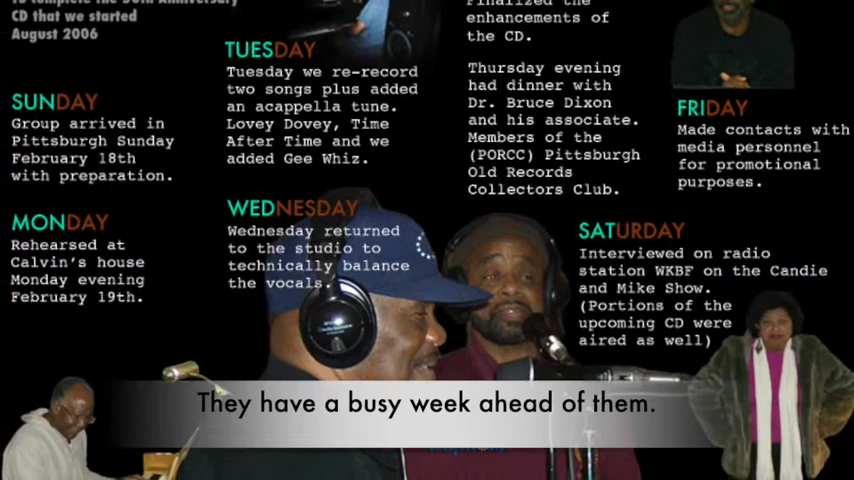 To complete the 50th Anniversary
CD that we started
August 2006
SUNDAY
Group arrived in
Pittsburgh Sunday
February 18th
with preparation.
MONDAY
Rehearsed at
Calvin's house
Monday evening
February 19th.
TUESDAY
Tuesday we re-record
two songs plus added
an acappella tune.
Lovey Dovey, Time
After Time and we
added Gee Whiz.
WEDNESDAY
Wednesday returned
to the studio to
technically balance
the vocals.
Finalized the
enhancements of
the CD.
Thursday evening
had dinner with
Dr. Bruce Dixon
and his associate.
Members of the
(PORCC) Pittsburgh
Old Records
Collectors Club.
FRIDAY
Made contacts with
media personnel
for promotional
purposes.
SATURDAY
Interviewed on radio
station WKBF on the Candie
and Mike Show.
(Portions of the
upcoming CD were
aired as well)
They have a busy week ahead of them.